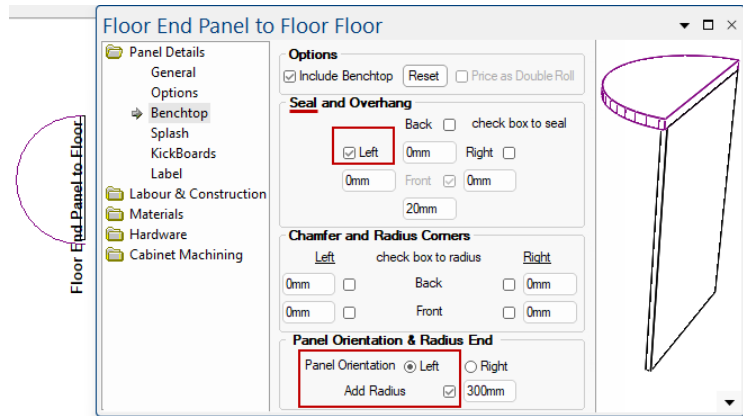 Floor End Panel to Floor
Floor End Panel to Floor Floor
Panel Details
General
Options
Benchtop
Splash
KickBoards
Label
Labour & Construction
Materials
Hardware
Cabinet Machining
Options
Include Benchtop Reset Price as Double Roll
Seal and Overhang
Back check box to seal
Left 0mm Right
0mm Front 0mm
20mm
Chamfer and Radius Corners
Left check box to radius Right
0mm Back 0mm
0mm Front 0mm
Panel Orientation & Radius End
Panel Orientation Left Right
Add Radius 300mm